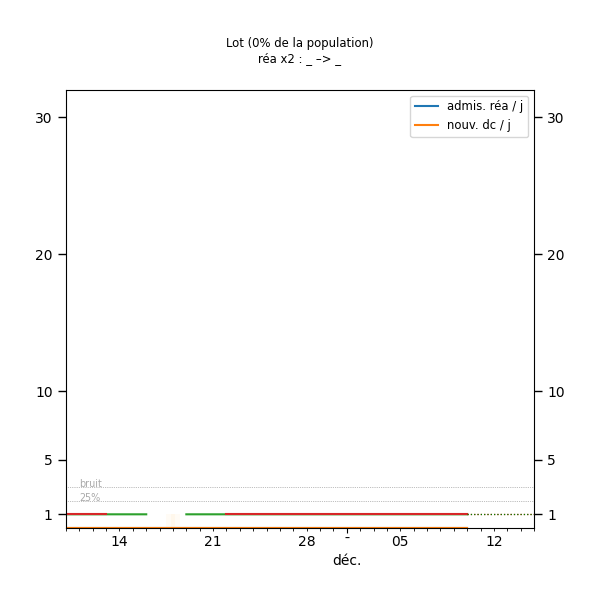 Lot (0% de la population)
réa x2 : _ –> _
admis. réa / j
nouv. dc / j
30 30
20 20
10 10
5 5
bruit
25%
1 1
14 21 28 - 05 12
déc.